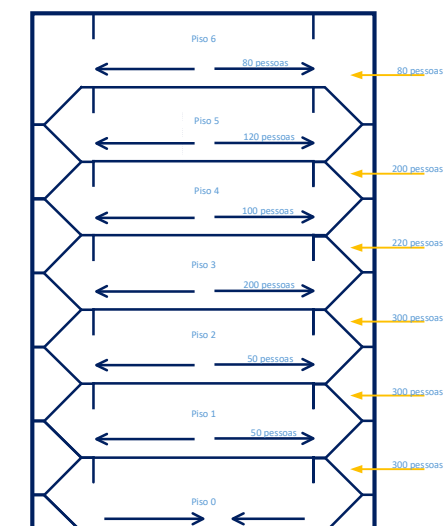 Piso 6
80 pessoas
80 pessoas
Piso 5
120 pessoas
200 pessoas
Piso 4
100 pessoas
220 pessoas
Piso 3
200 pessoas
300 pessoas
Piso 2
50 pessoas
300 pessoas
Piso 1
50 pessoas
300 pessoas
Piso 0